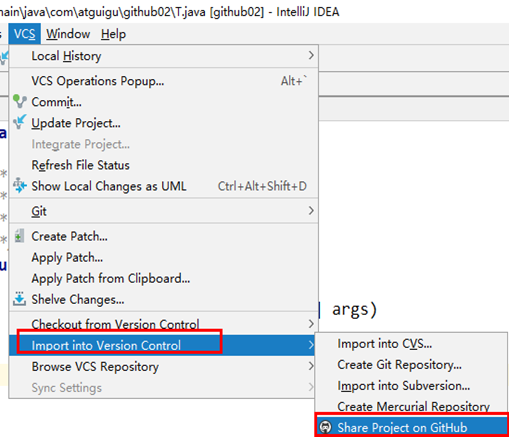 main\java\com\atguigu\github02\T.java [github02] - IntelliJ IDEA
VCS Window Help
Local History
VCS Operations Popup... Alt+`
Commit...
Update Project...
Integrate Project...
Refresh File Status
Show Local Changes as UML Ctrl+Alt+Shift+D
Git
Create Patch...
Apply Patch...
Apply Patch from Clipboard...
Shelve Changes...
args)
Checkout from Version Control
Import into Version Control
Browse VCS Repository
Sync Settings
Import into CVS...
Create Git Repository...
Import into Subversion...
Create Mercurial Repository
Share Project on GitHub